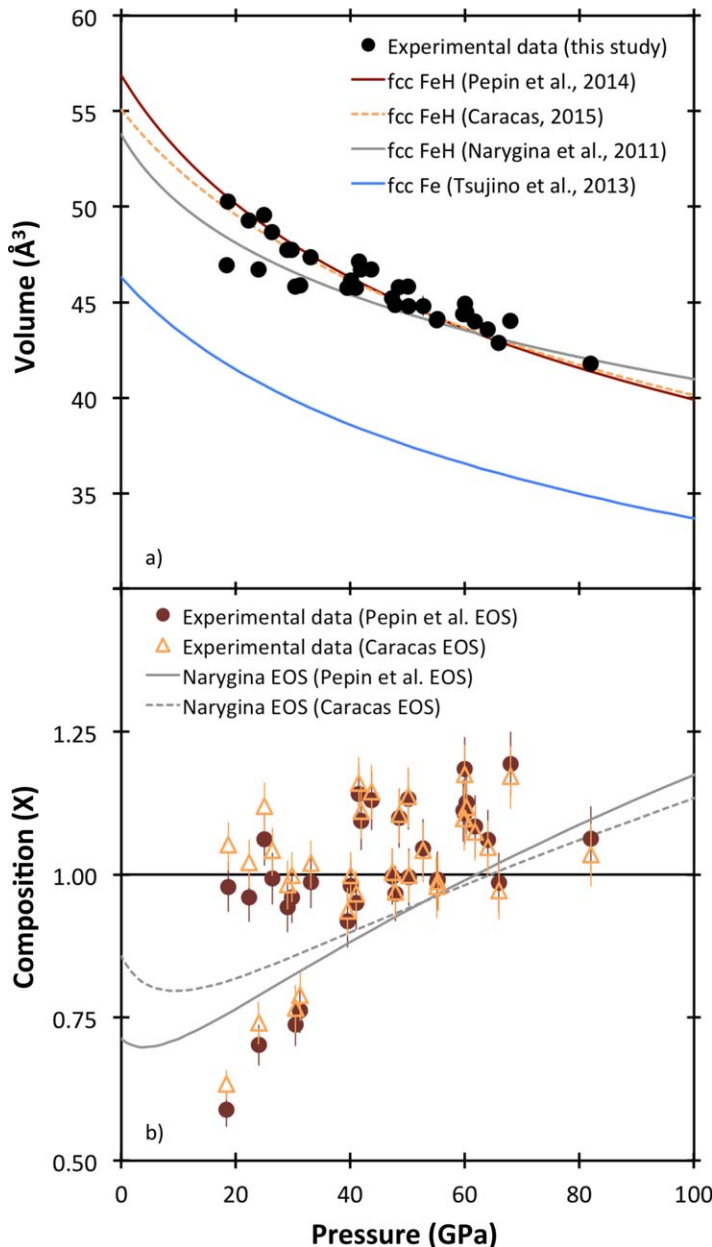 60
55
50
45
40
35
Volume (Å³)
Experimental data (this study)
fcc FeH (Pepin et al., 2014)
fcc FeH (Caracas, 2015)
fcc FeH (Narygina et al., 2011)
fcc Fe (Tsujino et al., 2013)
a)
Experimental data (Pepin et al. EOS)
Experimental data (Caracas EOS)
Narygina EOS (Pepin et al. EOS)
Narygina EOS (Caracas EOS)
1.25
1.00
0.75
0.50
Composition (X)
b)
0 20 40 60 80 100
Pressure (GPa)